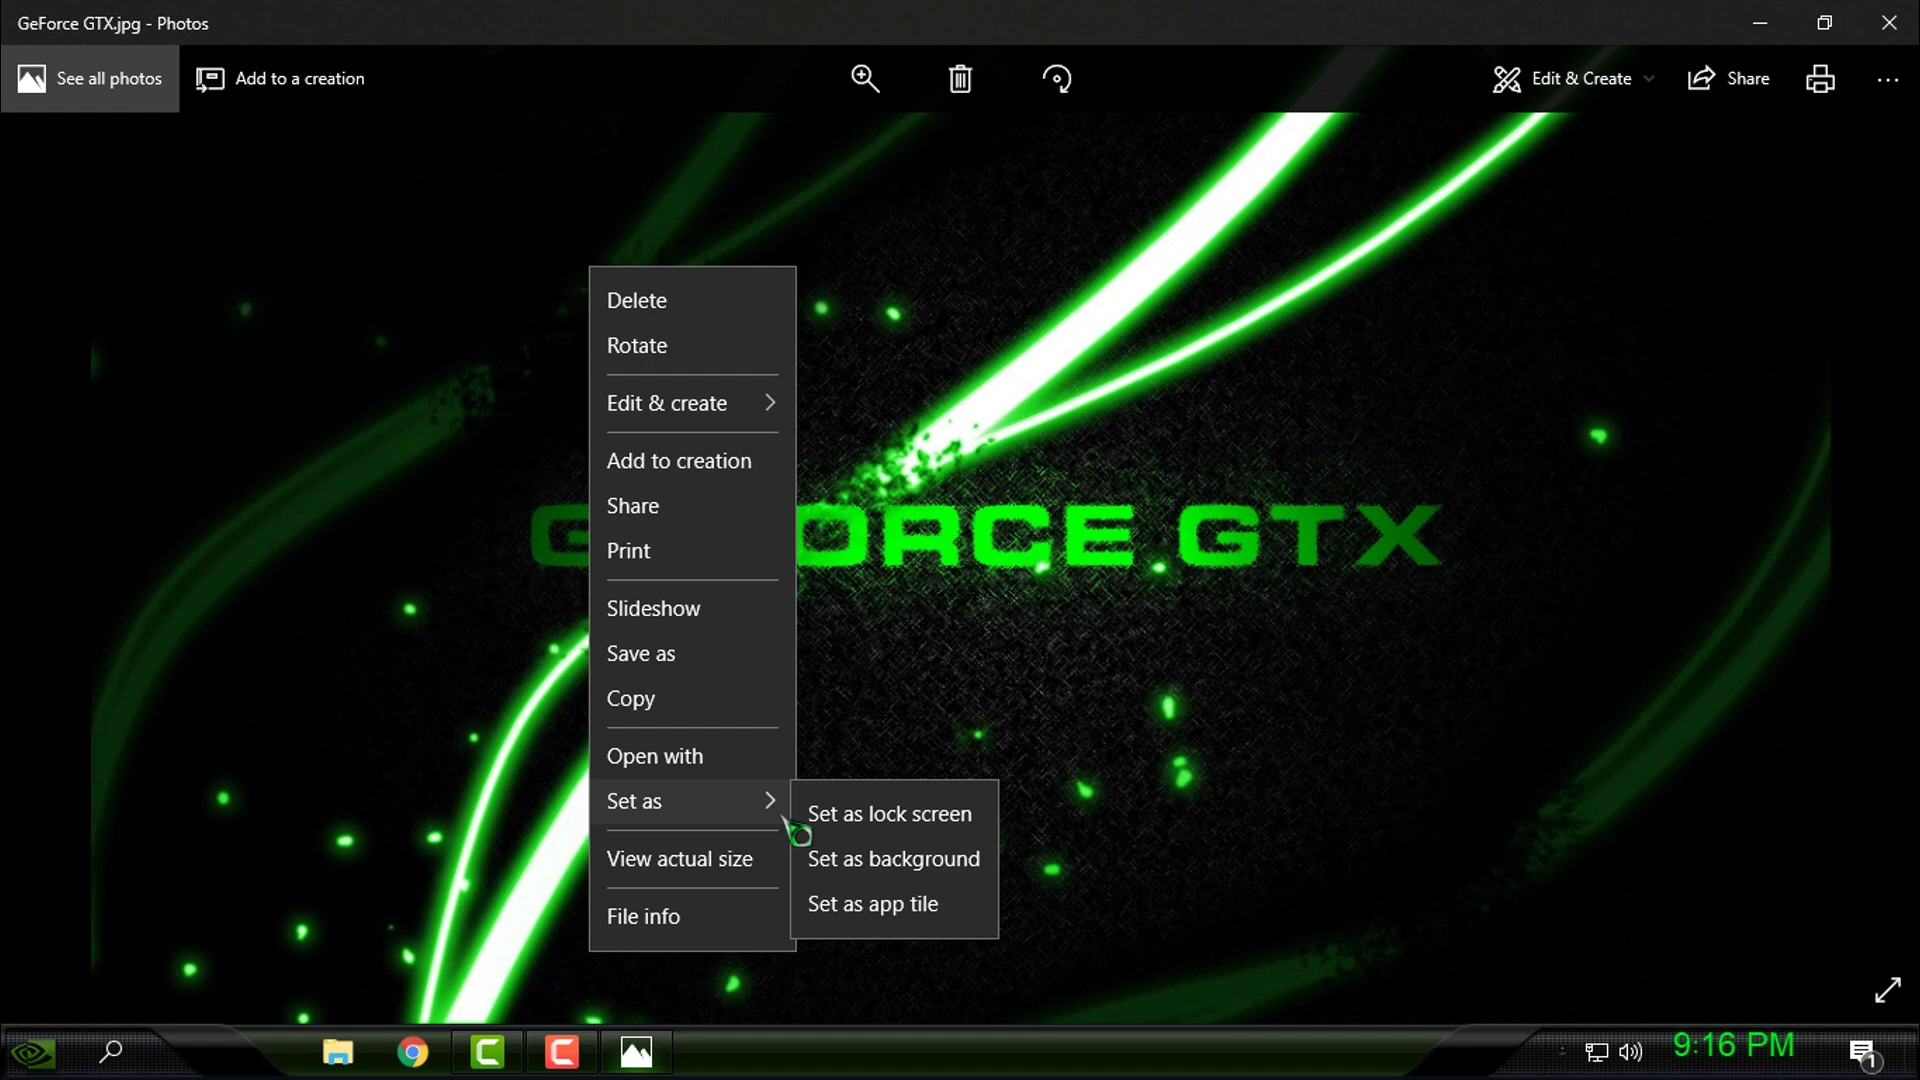 GeForce GTX.jpg - Photos
See all photos
Add to a creation
Edit & Create
Share
Delete
Rotate
Edit & create
Add to creation
Share
Print
Slideshow
Save as
Copy
Open with
Set as
View actual size
File info
Set as lock screen
Set as background
Set as app tile
G ORCE GTX
9:16 PM
1